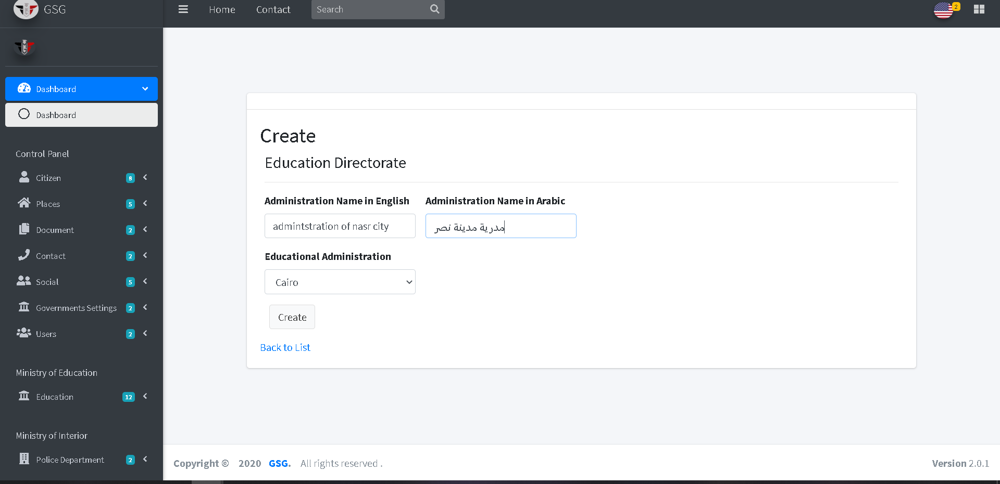 GSG
Home
Contact
Search
2
Dashboard
Dashboard
Control Panel
Citizen 8
Places 5
Document 2
Contact 2
Social 5
Governments Settings 2
Users 2
Ministry of Education
Education 12
Ministry of Interior
Police Department 2
Create
Education Directorate
Administration Name in English
Administration Name in Arabic
admintstration of nasr city
مدرية مدينة نصر
Educational Administration
Cairo
Create
Back to List
Copyright © 2020 GSG. All rights reserved .
Version 2.0.1